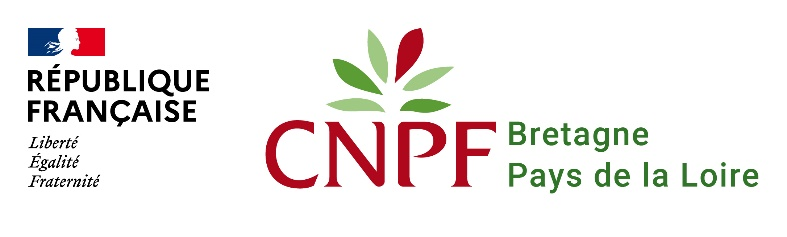 RÉPUBLIQUE
FRANÇAISE
Liberté
Égalité
Fraternité
CNPF
Bretagne
Pays de la Loire